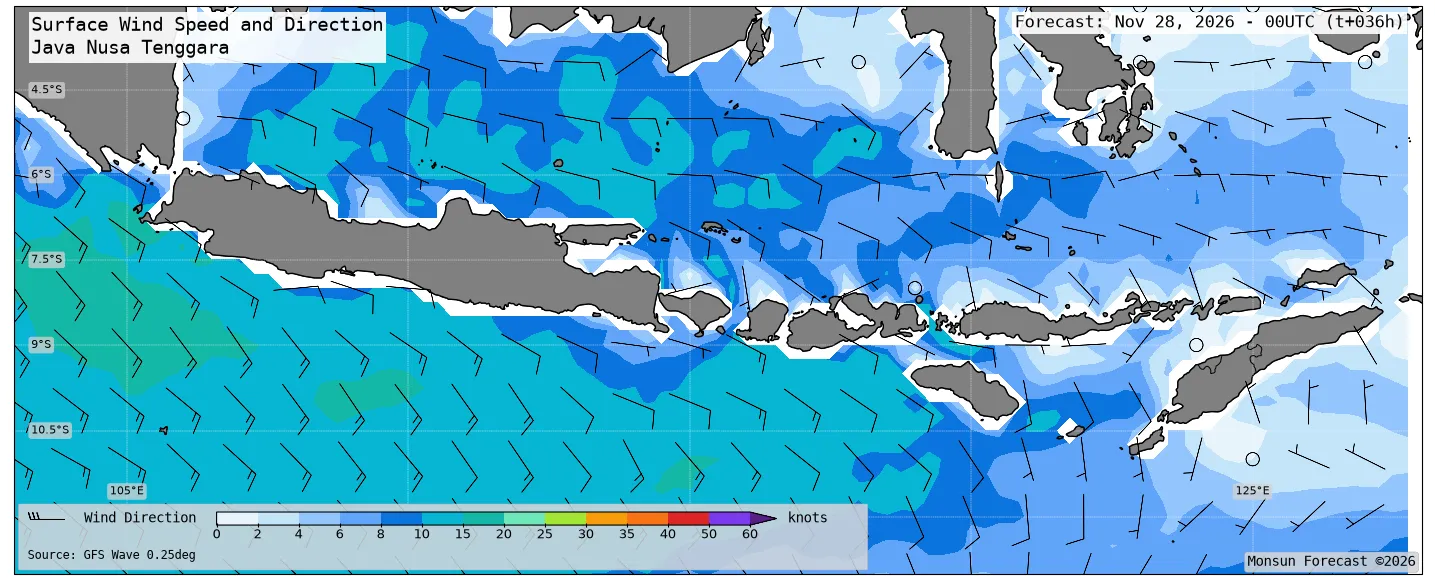 Surface Wind Speed and Direction
Java Nusa Tenggara
Forecast: Nov 28, 2026 - 00UTC (t+036h)
4.5°S
6°S
7.5°S
9°S
10.5°S
105°E
125°E
Wind Direction
0 2 4 6 8 10 15 20 25 30 35 40 50 60
knots
Source: GFS Wave 0.25deg
Monsun Forecast ©2026